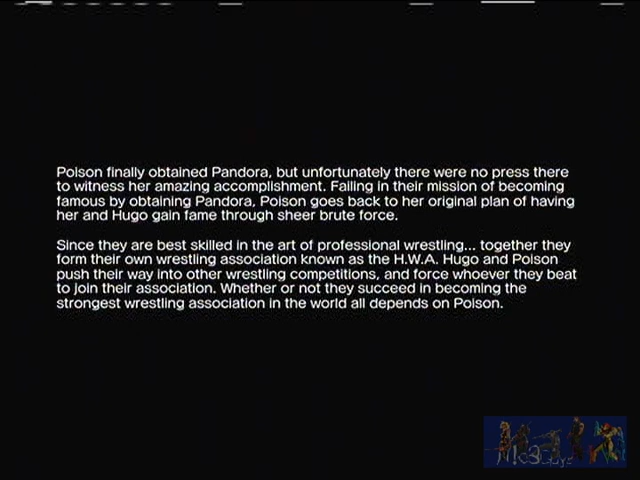 Poison finally obtained Pandora, but unfortunately there were no press there
to witness her amazing accomplishment. Failing in their mission of becoming
famous by obtaining Pandora, Poison goes back to her original plan of having
her and Hugo gain fame through sheer brute force.
Since they are best skilled in the art of professional wrestling... together they
form their own wrestling association known as the H.W.A. Hugo and Poison
push their way into other wrestling competitions, and force whoever they beat
to join their association. Whether or not they succeed in becoming the
strongest wrestling association in the world all depends on Poison.